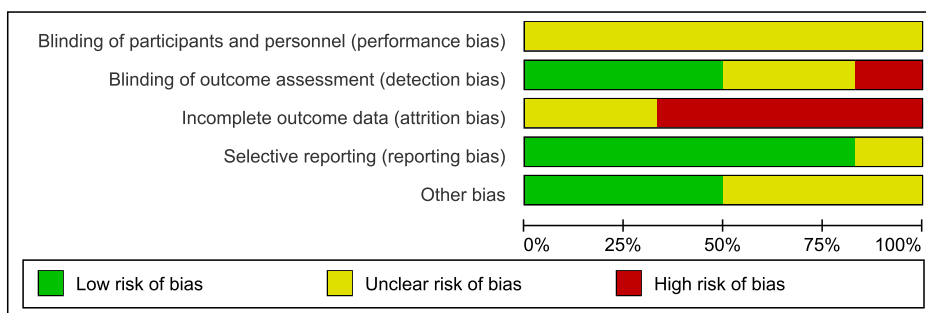 Blinding of participants and personnel (performance bias)
Blinding of outcome assessment (detection bias)
Incomplete outcome data (attrition bias)
Selective reporting (reporting bias)
Other bias
0% 25% 50% 75% 100%
Low risk of bias Unclear risk of bias High risk of bias